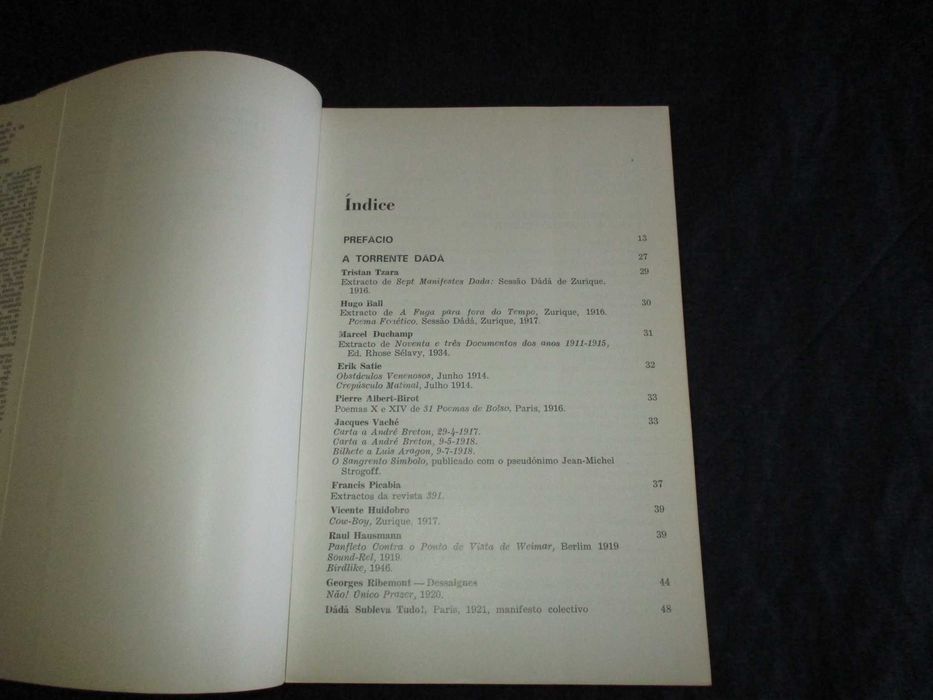 Índice
PREFACIO 13
A TORRENTE DÁDÁ 27
Tristan Tzara 29
Extracto de Sept Manifestes Dada: Sessão Dádá de Zurique, 1916.
Hugo Ball 30
Extracto de A Fuga para fora do Tempo, Zurique, 1916.
Poema Fonético, Sessão Dádá, Zurique, 1917.
Marcel Duchamp 31
Extracto de Noventa e três Documentos dos anos 1911-1915,
Ed. Rhose Sélavy, 1934.
Erik Satie 32
Obstáculos Venenosos, Junho 1914.
Crepúsculo Matinal, Julho 1914.
Pierre Albert-Birot 33
Poemas X e XIV de 31 Poemas de Bolso, Paris, 1916.
Jacques Vaché 33
Carta a André Breton, 29-4-1917.
Carta a André Breton, 9-5-1918.
Bilhete a Luis Aragon, 9-7-1918.
O Sangrento Símbolo, publicado com o pseudónimo Jean-Michel
Strogoff.
Francis Picabia 37
Extractos da revista 391.
Vicente Huidobro 39
Cow-Boy, Zurique, 1917.
Raul Hausmann 39
Panfleto Contra o Ponto de Vista de Weimar, Berlim 1919
Sound-Rel, 1919.
Birdlike, 1946.
Georges Ribemont — Dessaignes 44
Não! Único Prazer, 1920.
Dádá Subleva Tudo!, Paris, 1921, manifesto colectivo 48